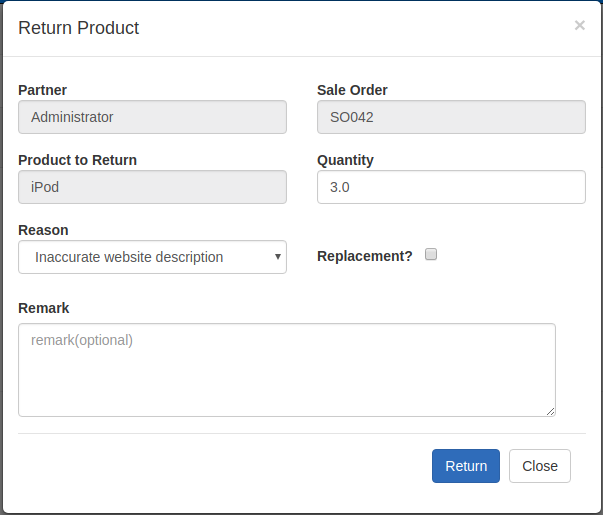 Return Product ×
Partner Sale Order
Administrator SO042
Product to Return Quantity
iPod 3.0
Reason
Inaccurate website description Replacement?
Remark
remark(optional)
Return Close